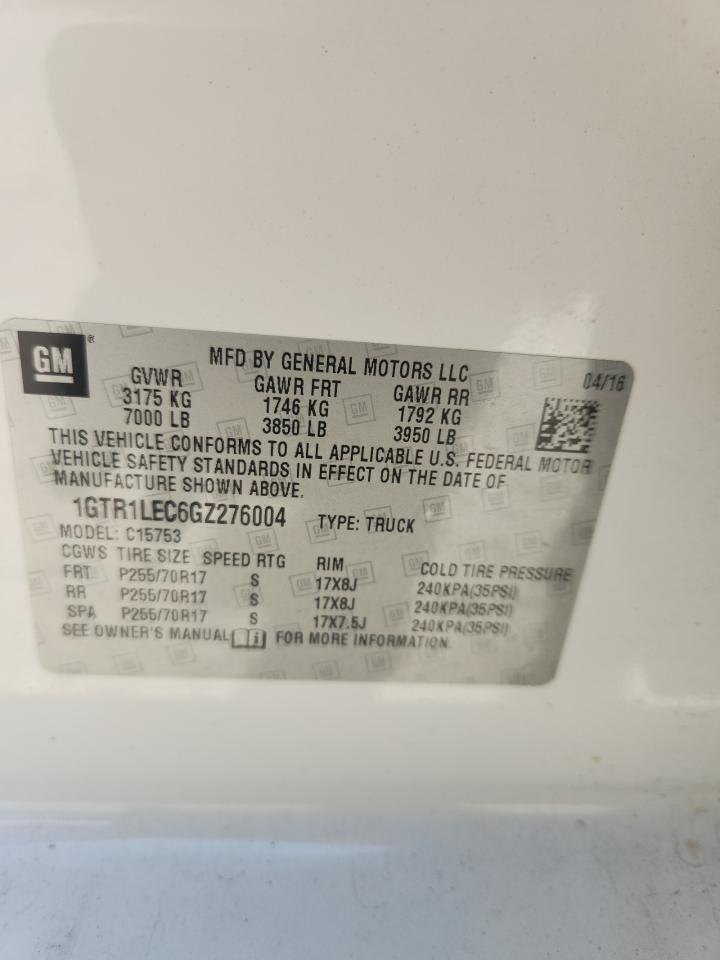 GM ®
MFD BY GENERAL MOTORS LLC 04/16
GVWR GAWR FRT GAWR RR
3175 KG 1746 KG 1792 KG
7000 LB 3850 LB 3950 LB
THIS VEHICLE CONFORMS TO ALL APPLICABLE U.S. FEDERAL MOTOR
VEHICLE SAFETY STANDARDS IN EFFECT ON THE DATE OF
MANUFACTURE SHOWN ABOVE.
1GTR1LEC6GZ276004 TYPE: TRUCK
MODEL: C15753
CGWS TIRE SIZE SPEED RTG RIM COLD TIRE PRESSURE
FRT P255/70R17 S 17X8J 240KPA(35PSI)
RR P255/70R17 S 17X8J 240KPA(35PSI)
SPA P255/70R17 S 17X7.5J 240KPA(35PSI)
SEE OWNER'S MANUAL i FOR MORE INFORMATION.